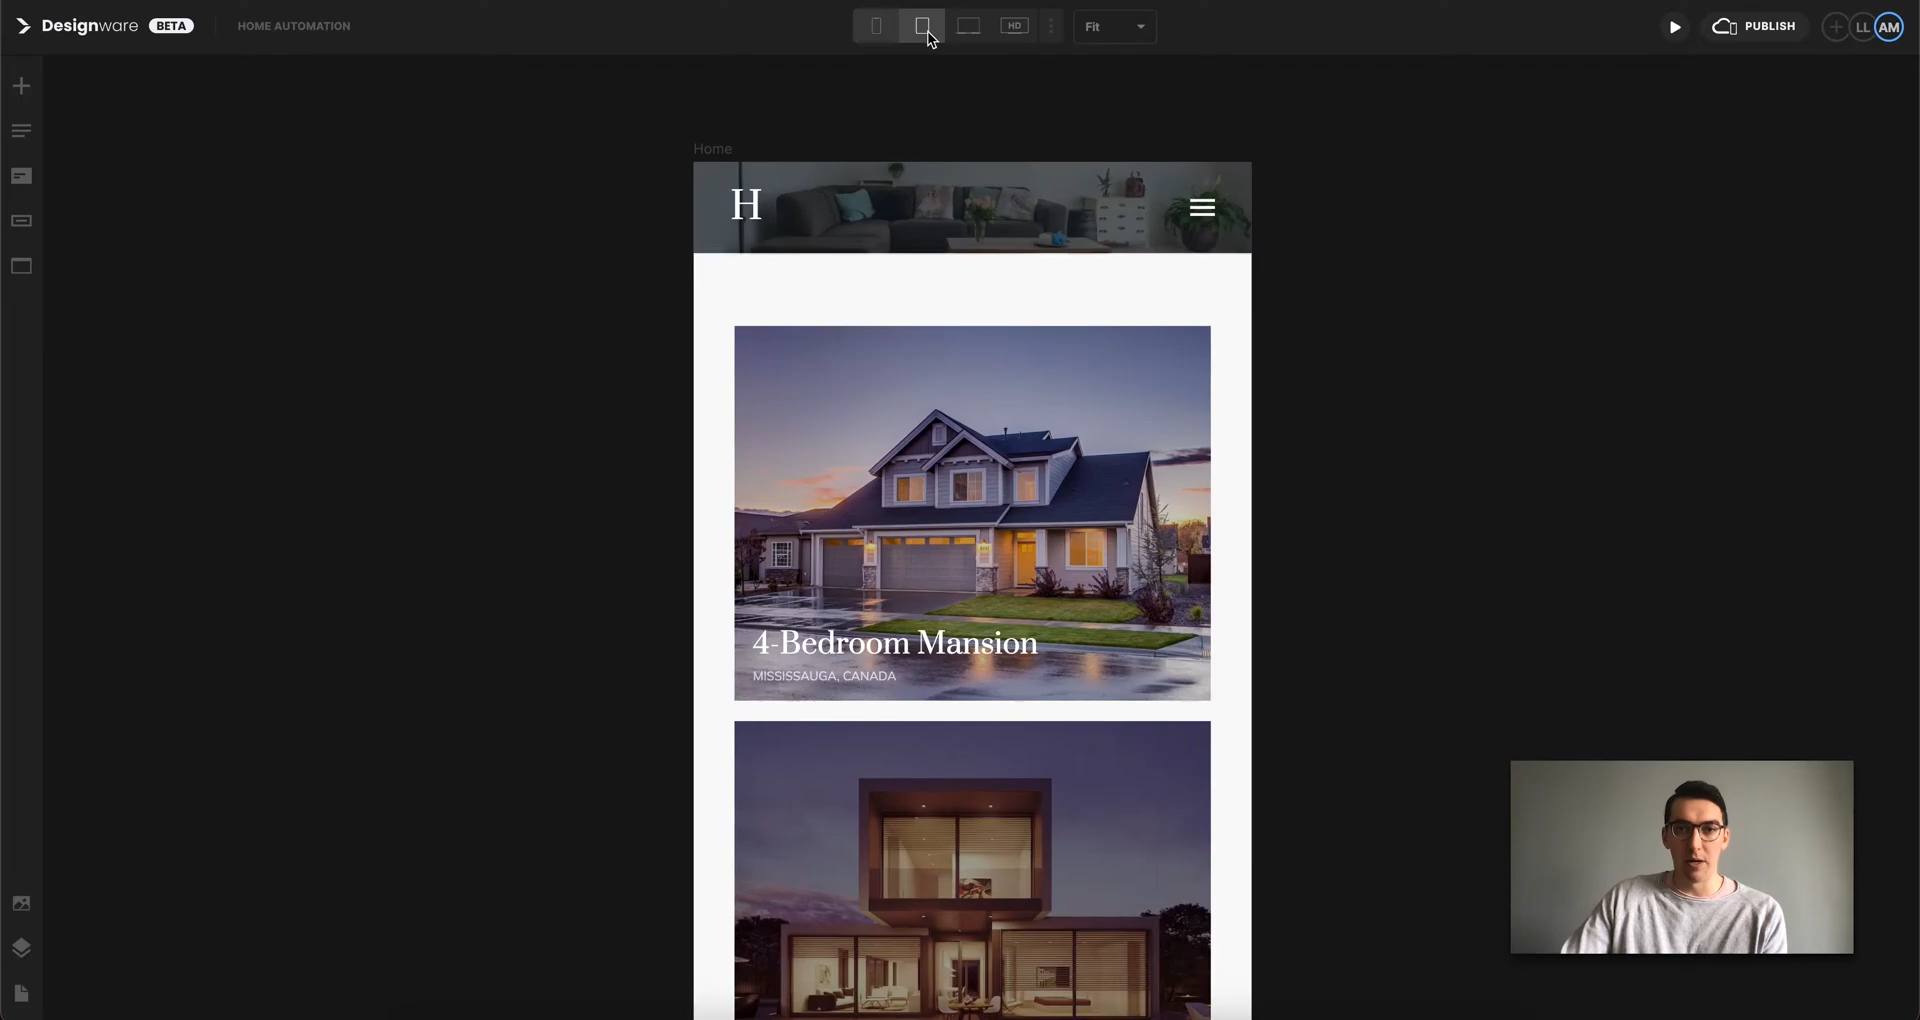 Designware BETA HOME AUTOMATION HD Fit PUBLISH LL AM
Home
H
4-Bedroom Mansion
MISSISSAUGA, CANADA